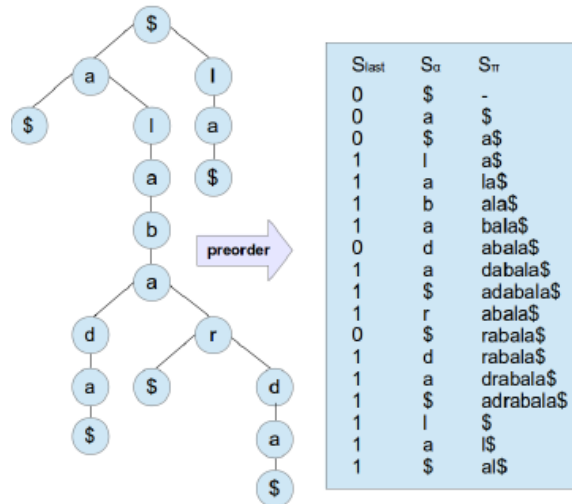 $
a l
$ l a
a $
b
preorder
a
d r
a $ d
$ a
$
Slast Sα Sπ
0 $ -
0 a $
0 $ a$
1 l a$
1 a la$
1 b ala$
1 a bala$
0 d abala$
1 a dabala$
1 $ adabala$
1 r abala$
0 $ rabala$
1 d rabala$
1 a drabala$
1 $ adrabala$
1 l $
1 a l$
1 $ al$